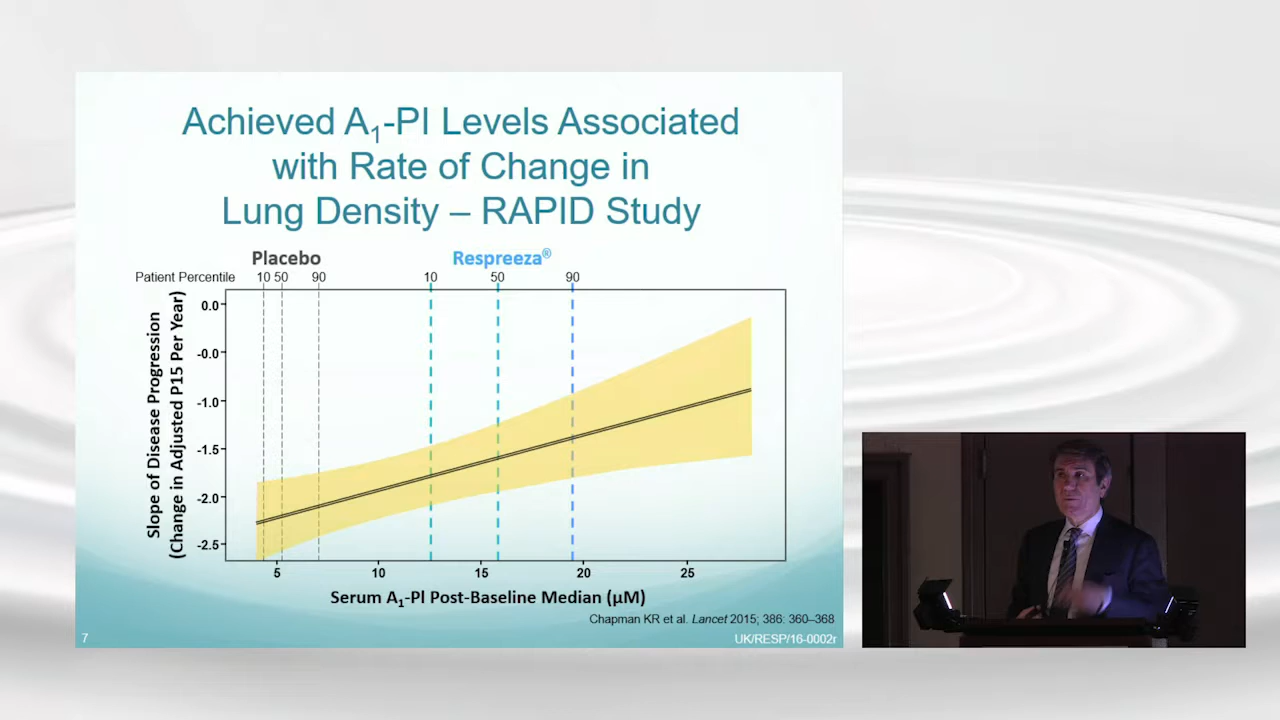 Achieved A1-PI Levels Associated
with Rate of Change in
Lung Density – RAPID Study
Placebo
Respreeza®
Patient Percentile 10 50 90 10 50 90
Slope of Disease Progression
(Change in Adjusted P15 Per Year)
0.0
-0.0
-1.0
-1.5
-2.0
-2.5
5 10 15 20 25
Serum A1-PI Post-Baseline Median (µM)
Chapman KR et al. Lancet 2015; 386: 360–368
7
UK/RESP/16-0002r